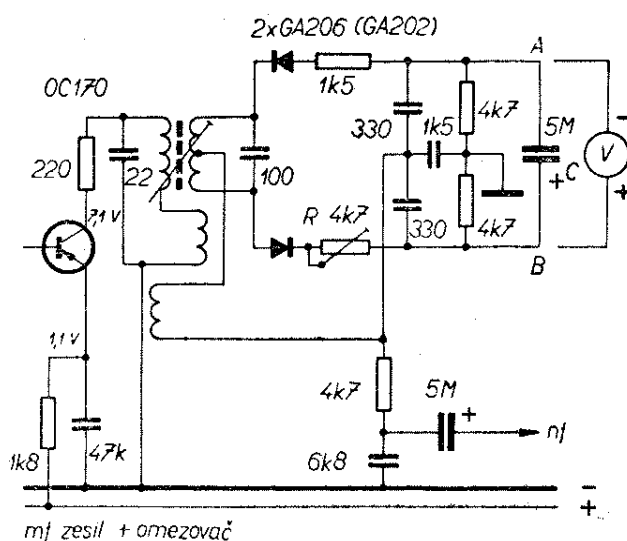 2xGA206 (GA202)
A
OC170
1k5
4k7
5M
−
330
1k5
220
22
100
V
+ C
7,1 V
R 4k7
330
4k7
+
B
1,1 V
4k7
5M
+
nf
1k8
47k
6k8
−
+
mf zesil + omezovač